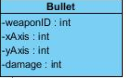 Bullet
-weaponID : int
-xAxis : int
-yAxis : int
-damage : int